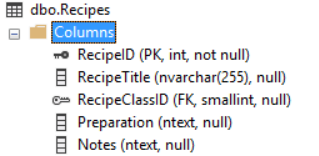 dbo.Recipes
Columns
RecipeID (PK, int, not null)
RecipeTitle (nvarchar(255), null)
RecipeClassID (FK, smallint, null)
Preparation (ntext, null)
Notes (ntext, null)